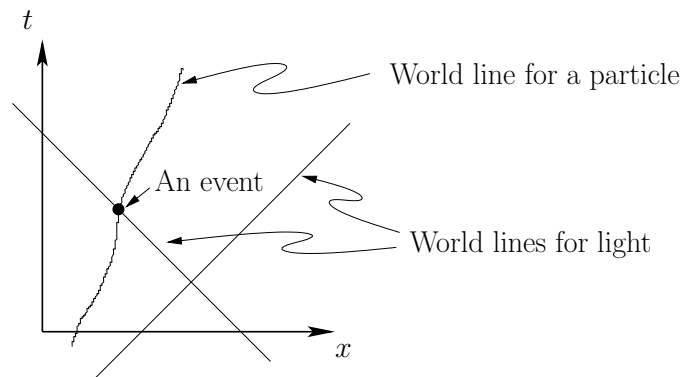 t
World line for a particle
An event
World lines for light
x